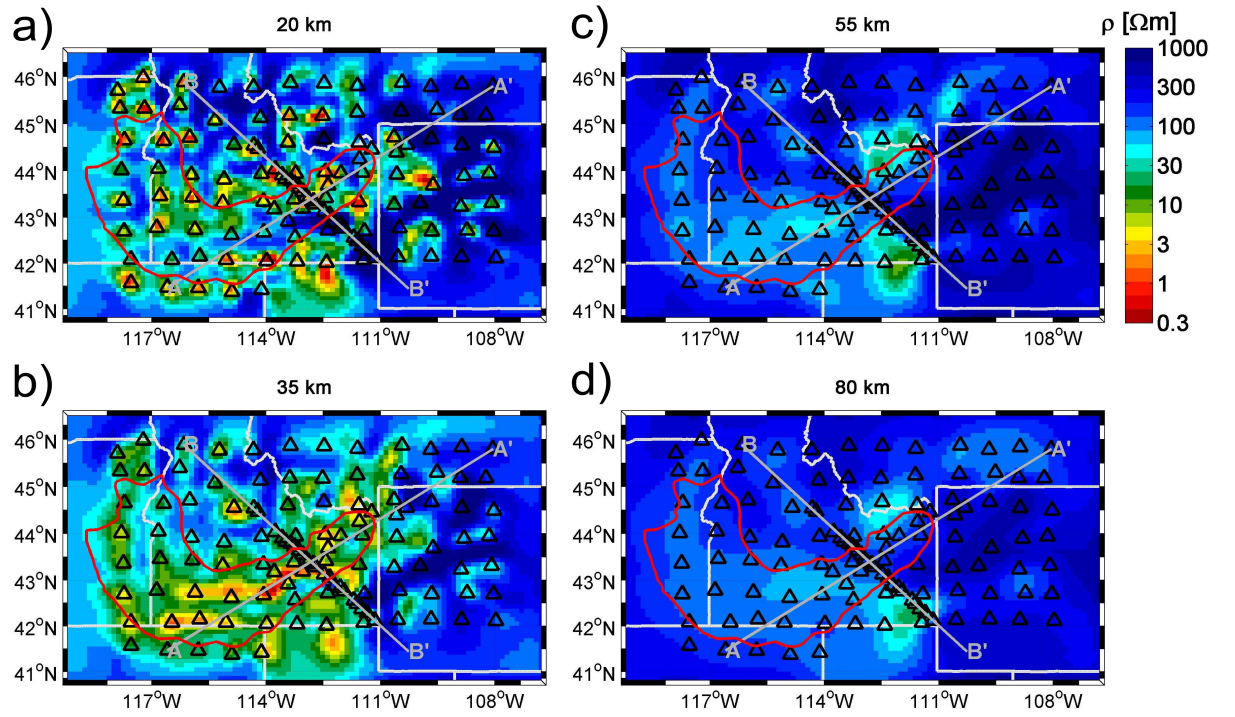 a)
20 km
46°N
45°N
44°N
43°N
42°N
41°N
117°W
114°W
111°W
108°W
B
A'
A
B'
c)
55 km
46°N
45°N
44°N
43°N
42°N
41°N
117°W
114°W
111°W
108°W
B
A'
A
B'
ρ [Ωm]
1000
300
100
30
10
3
1
0.3
b)
35 km
46°N
45°N
44°N
43°N
42°N
41°N
117°W
114°W
111°W
108°W
B
A'
A
B'
d)
80 km
46°N
45°N
44°N
43°N
42°N
41°N
117°W
114°W
111°W
108°W
B
A'
A
B'